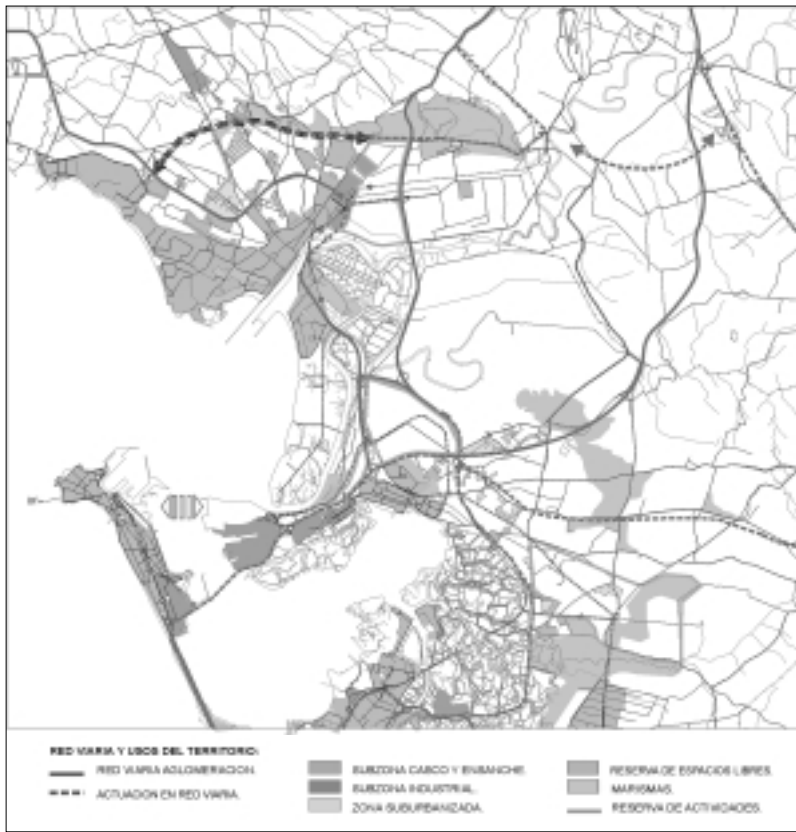 RED VIARIA Y USOS DEL TERRITORIO:
RED VIARIA AGLOMERACION.
ACTUACION EN RED VIARIA.
SUBZONA CASCO Y ENSANCHE.
SUBZONA INDUSTRIAL.
ZONA SUBURBANIZADA.
RESERVA DE ESPACIOS LIBRES.
MARISMAS.
RESERVA DE ACTIVIDADES.